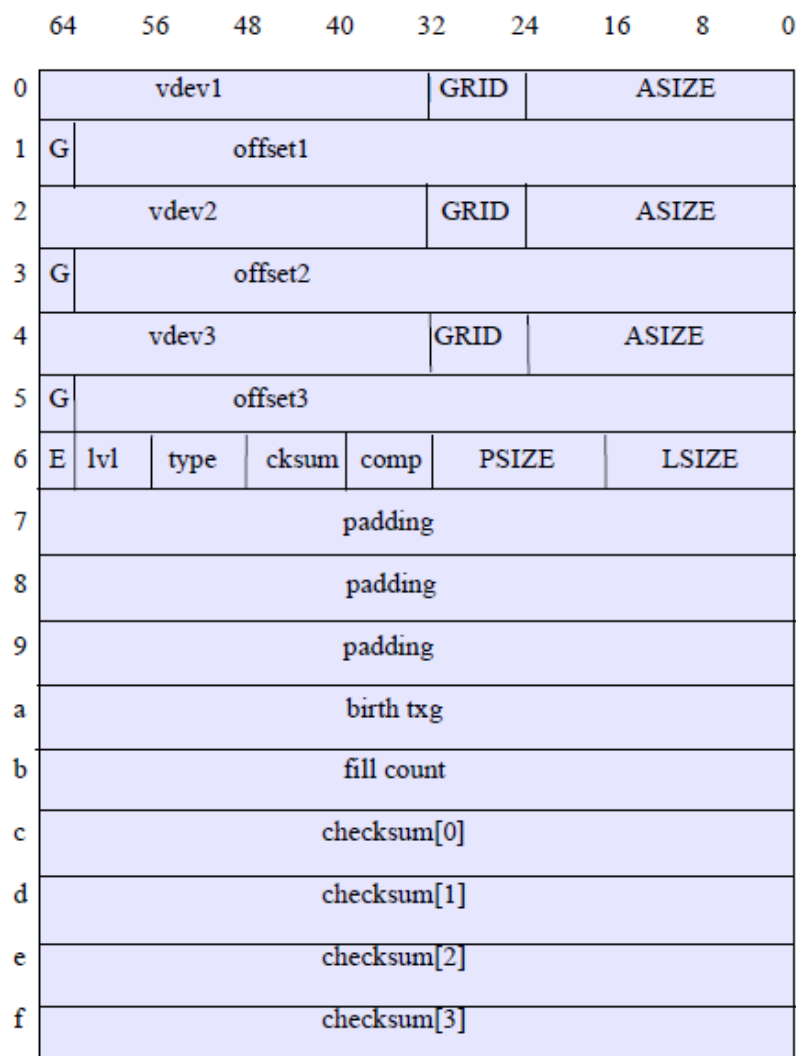 64 56 48 40 32 24 16 8 0
0 vdev1 GRID ASIZE
1 G offset1
2 vdev2 GRID ASIZE
3 G offset2
4 vdev3 GRID ASIZE
5 G offset3
6 E lvl type cksum comp PSIZE LSIZE
7 padding
8 padding
9 padding
a birth txg
b fill count
c checksum[0]
d checksum[1]
e checksum[2]
f checksum[3]